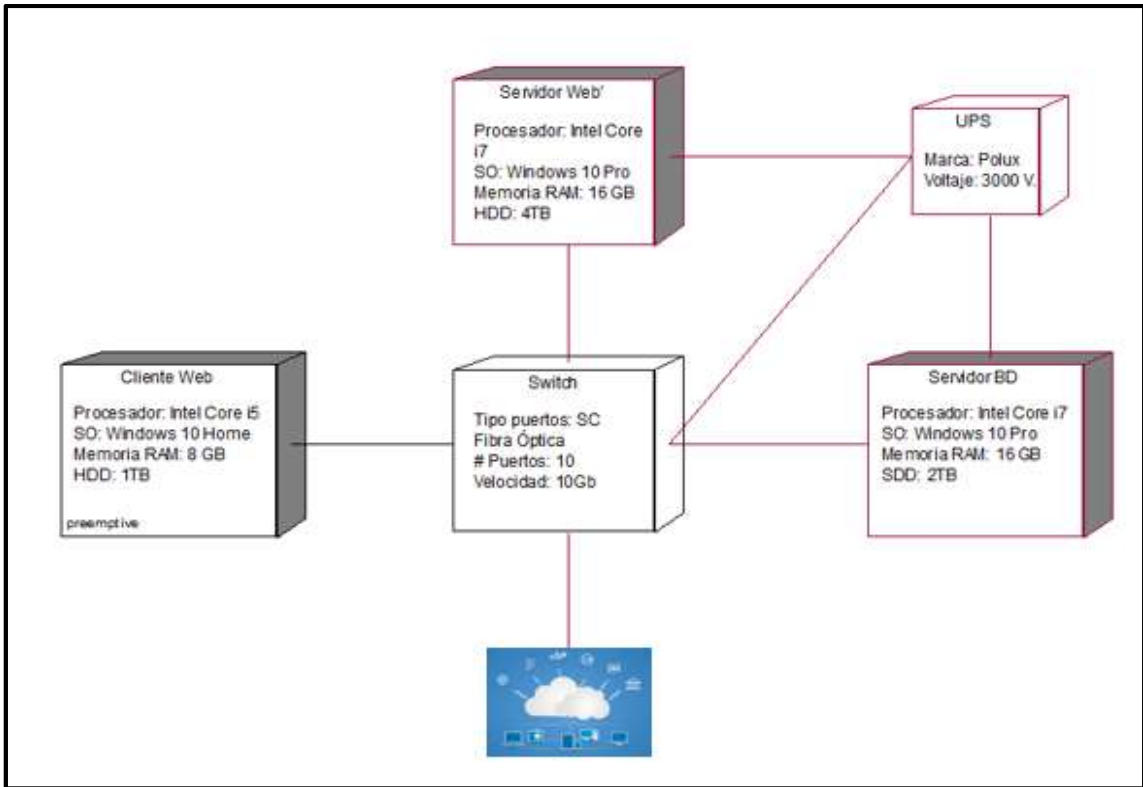 Servidor Web'
Procesador: Intel Core
i7
SO: Windows 10 Pro
Memoria RAM: 16 GB
HDD: 4TB
UPS
Marca: Polux
Voltaje: 3000 V.
Cliente Web
Procesador: Intel Core i5
SO: Windows 10 Home
Memoria RAM: 8 GB
HDD: 1TB
preemptive
Switch
Tipo puertos: SC
Fibra Óptica
# Puertos: 10
Velocidad: 10Gb
Servidor BD
Procesador: Intel Core i7
SO: Windows 10 Pro
Memoria RAM: 16 GB
SDD: 2TB